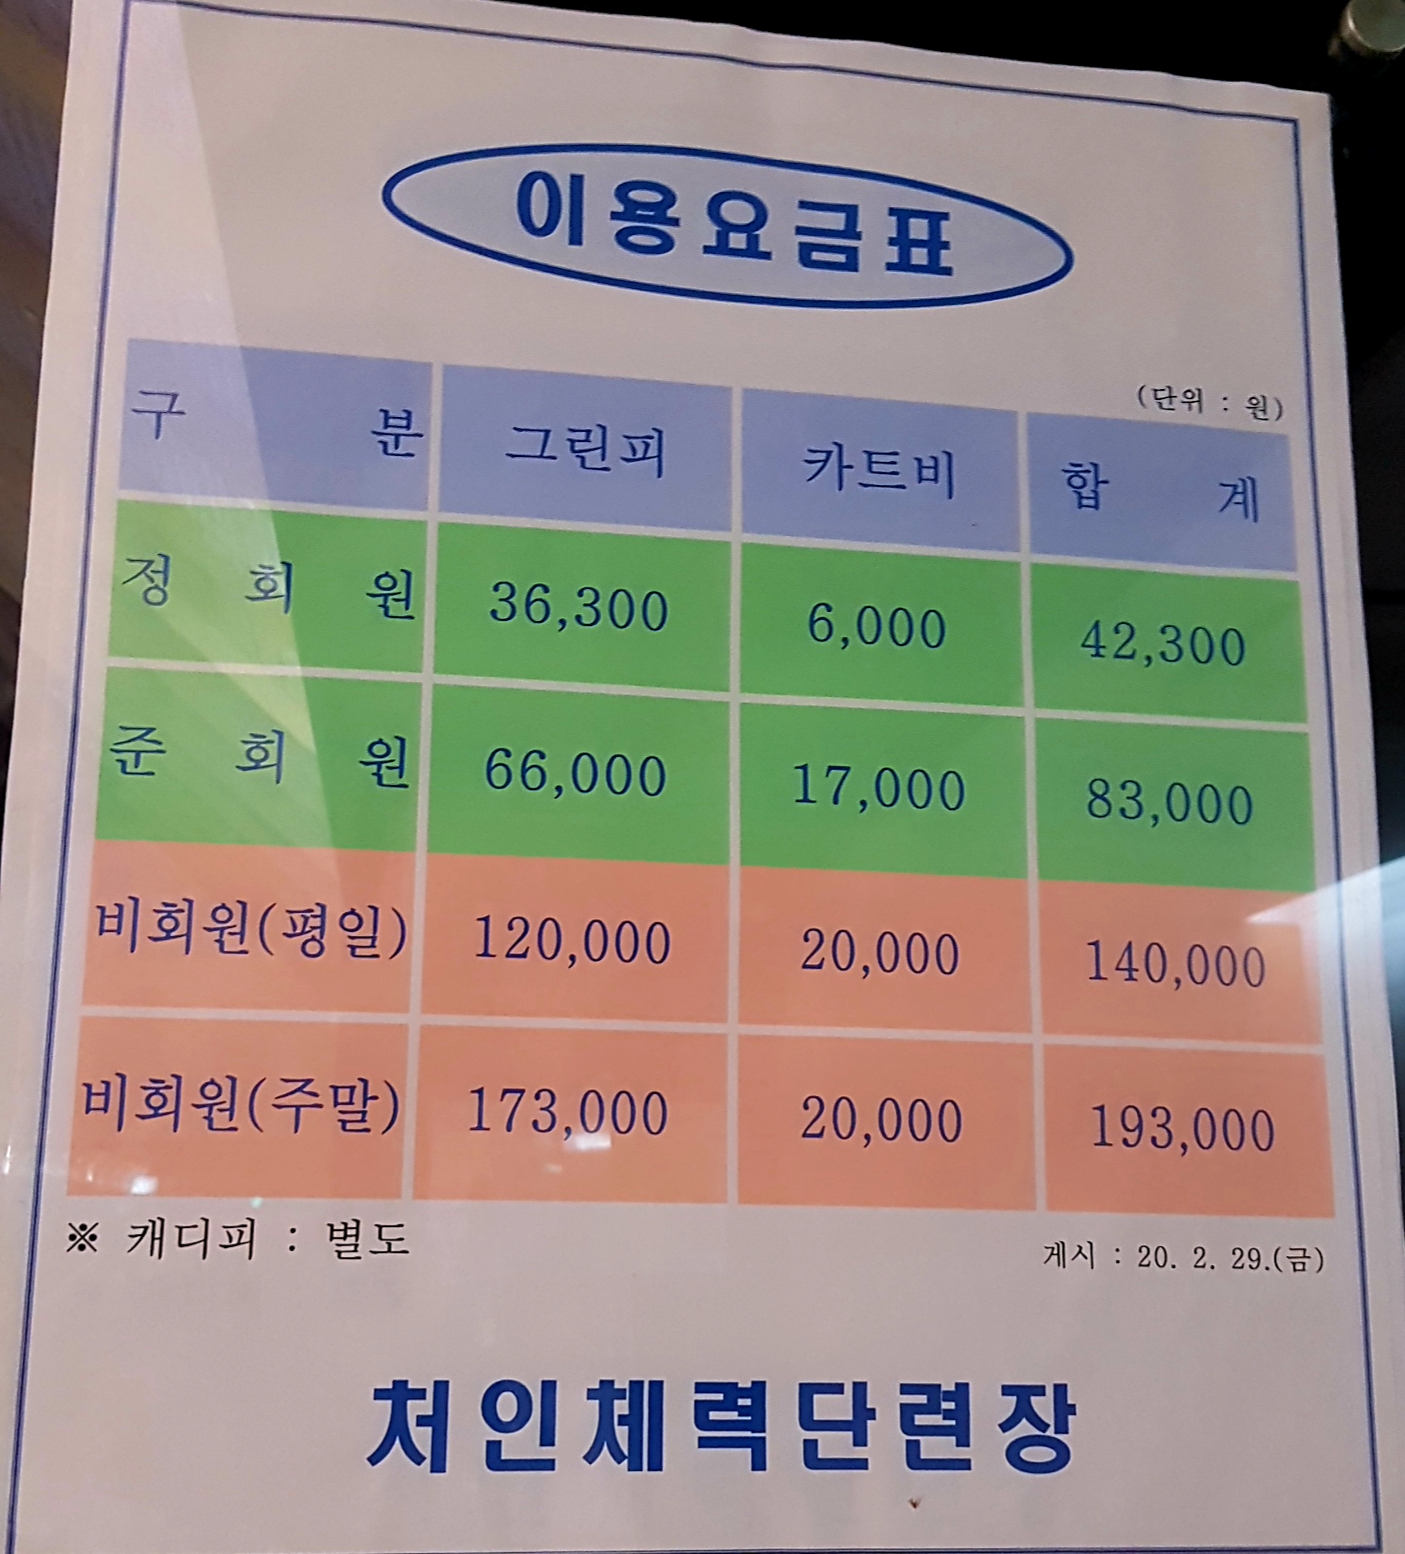 이용요금표
(단위 : 원)
구 분 그린피 카트비 합 계
정 회 원 36,300 6,000 42,300
준 회 원 66,000 17,000 83,000
비회원(평일) 120,000 20,000 140,000
비회원(주말) 173,000 20,000 193,000
※ 캐디피 : 별도
게시 : 20. 2. 29.(금)
처인체력단련장